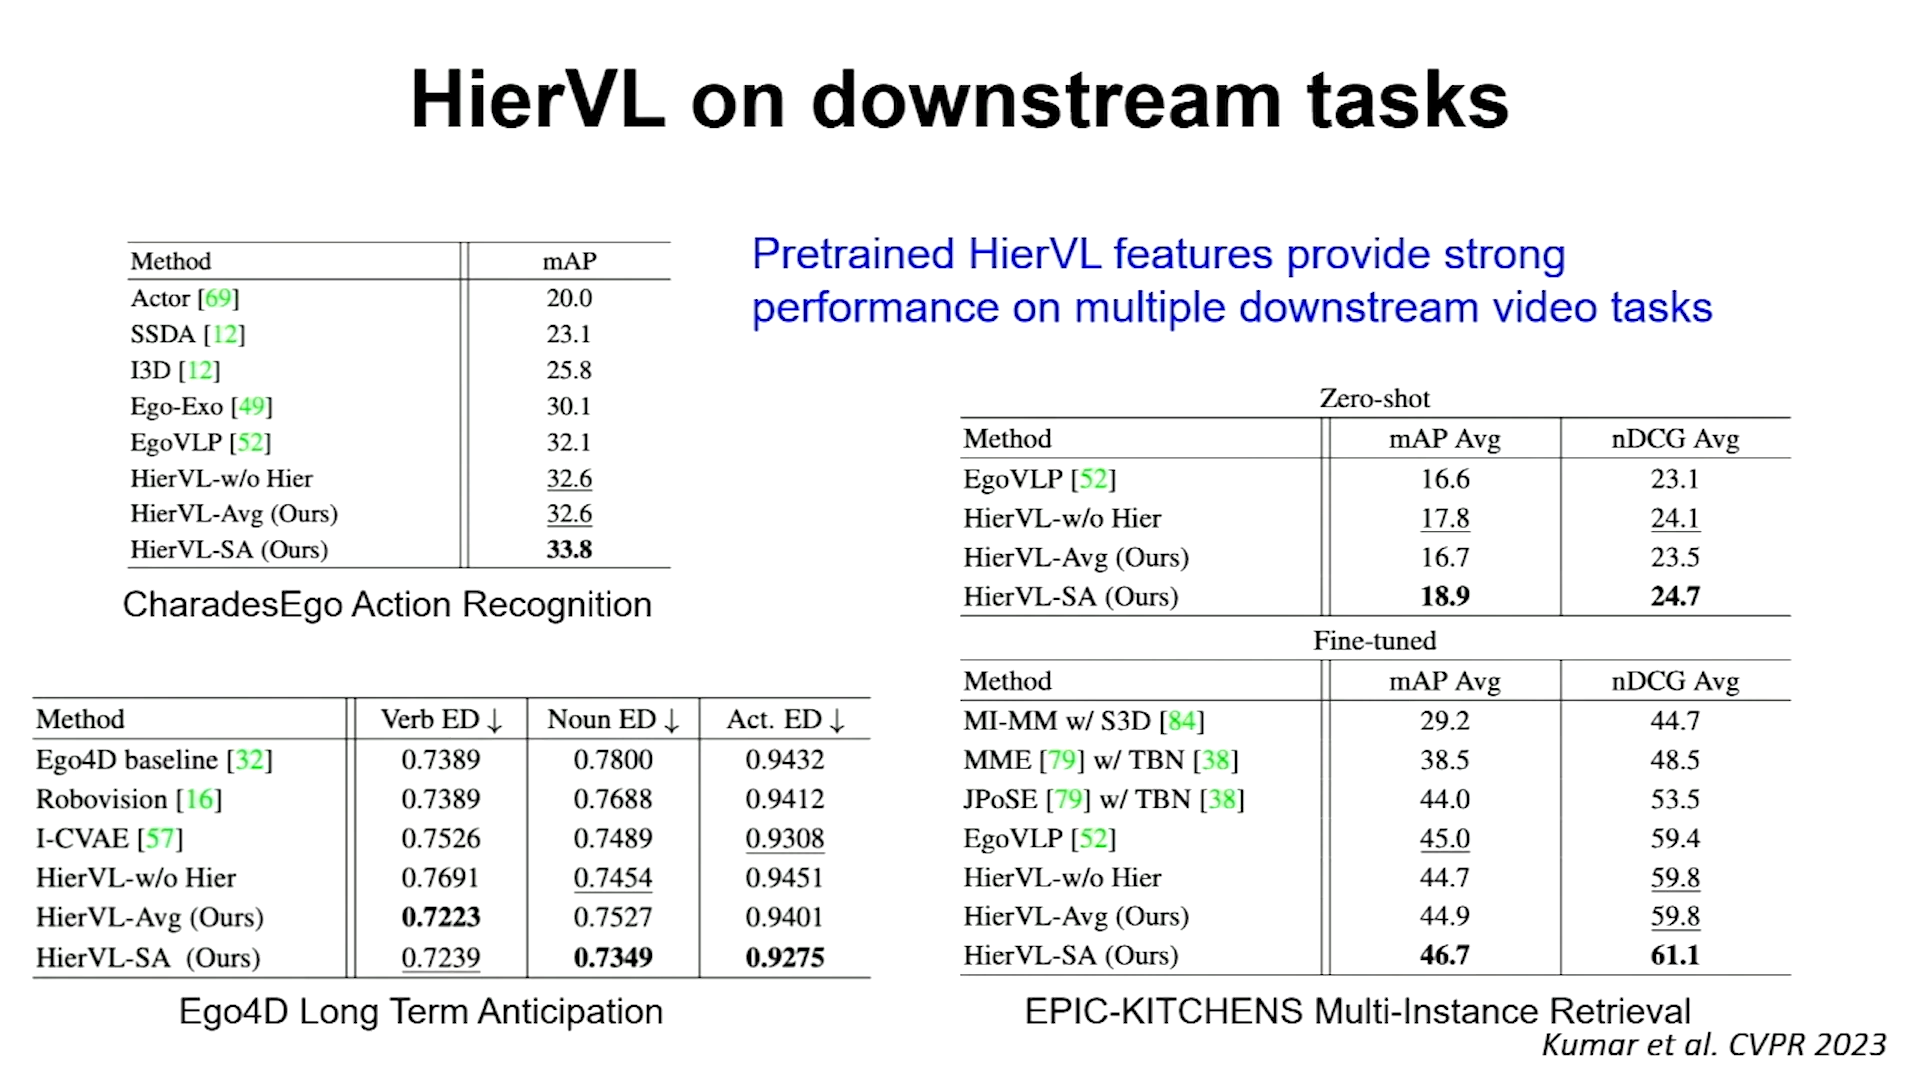 HierVL on downstream tasks
Method mAP
Actor [69] 20.0
SSDA [12] 23.1
I3D [12] 25.8
Ego-Exo [49] 30.1
EgoVLP [52] 32.1
HierVL-w/o Hier 32.6
HierVL-Avg (Ours) 32.6
HierVL-SA (Ours) 33.8
CharadesEgo Action Recognition
Pretrained HierVL features provide strong
performance on multiple downstream video tasks
Method Verb ED ↓ Noun ED ↓ Act. ED ↓
Ego4D baseline [32] 0.7389 0.7800 0.9432
Robovision [16] 0.7389 0.7688 0.9412
I-CVAE [57] 0.7526 0.7489 0.9308
HierVL-w/o Hier 0.7691 0.7454 0.9451
HierVL-Avg (Ours) 0.7223 0.7527 0.9401
HierVL-SA (Ours) 0.7239 0.7349 0.9275
Ego4D Long Term Anticipation
Zero-shot
Method mAP Avg nDCG Avg
EgoVLP [52] 16.6 23.1
HierVL-w/o Hier 17.8 24.1
HierVL-Avg (Ours) 16.7 23.5
HierVL-SA (Ours) 18.9 24.7
Fine-tuned
Method mAP Avg nDCG Avg
MI-MM w/ S3D [84] 29.2 44.7
MME [79] w/ TBN [38] 38.5 48.5
JPoSE [79] w/ TBN [38] 44.0 53.5
EgoVLP [52] 45.0 59.4
HierVL-w/o Hier 44.7 59.8
HierVL-Avg (Ours) 44.9 59.8
HierVL-SA (Ours) 46.7 61.1
EPIC-KITCHENS Multi-Instance Retrieval
Kumar et al. CVPR 2023